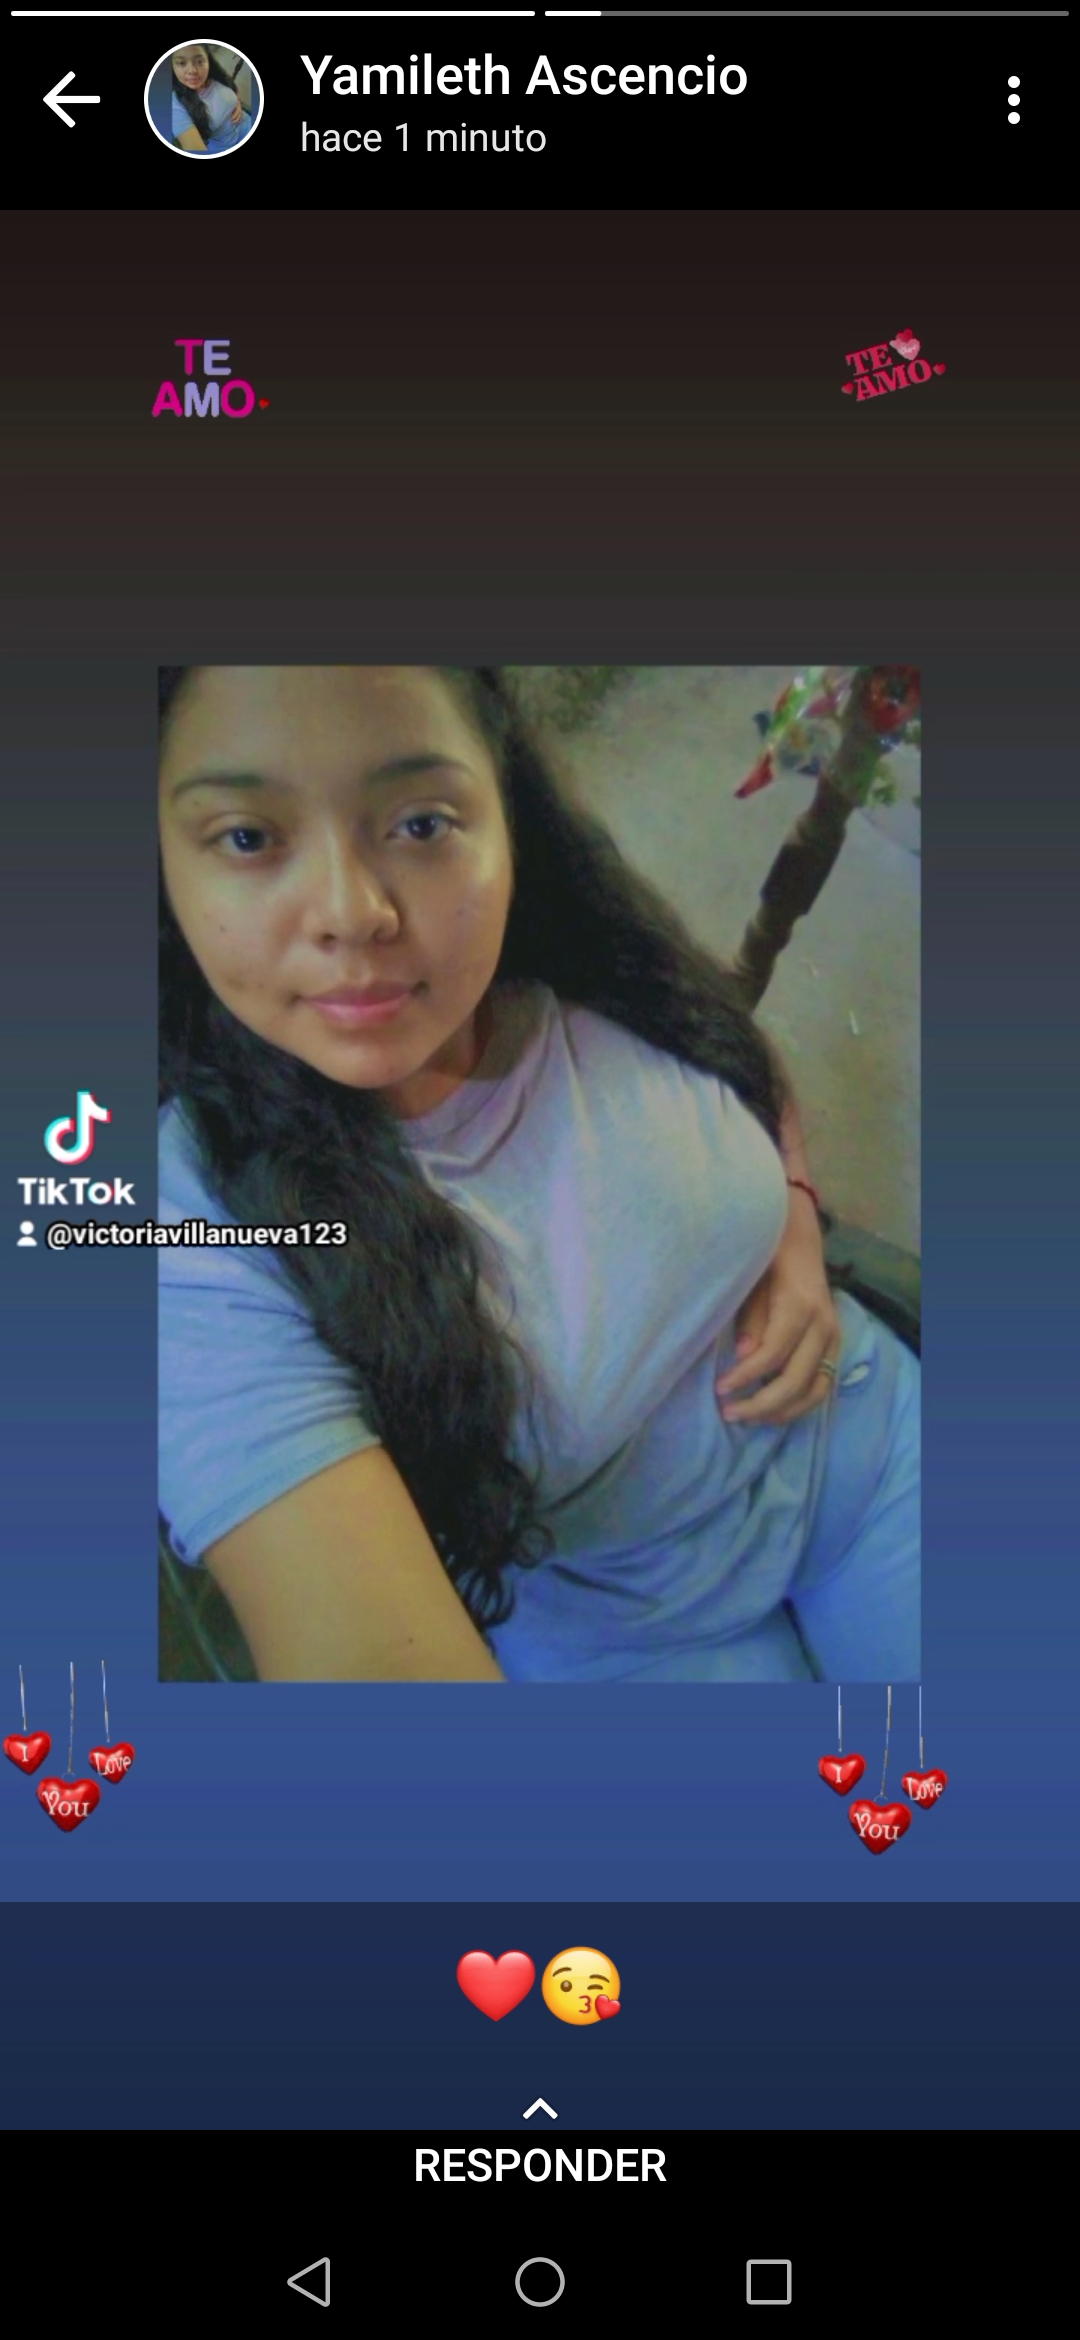 Yamileth Ascencio
hace 1 minuto
TE
AMO
TE
AMO
TikTok
@victoriavillanueva123
I
Love
You
I
Love
You
RESPONDER